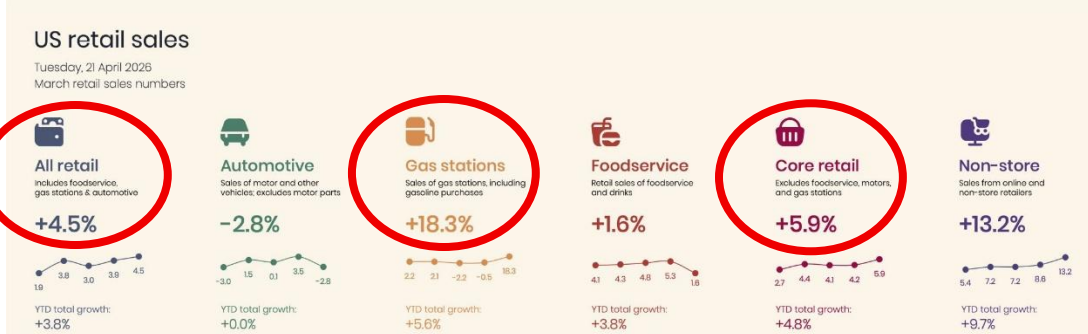 US retail sales
Tuesday, 21 April 2026
March retail sales numbers
All retail
Includes foodservice,
gas stations & automotive
+4.5%
1.9 3.8 3.0 3.9 4.5
YTD total growth:
+3.8%
Automotive
Sales of motor and other
vehicles; excludes motor parts
-2.8%
-3.0 1.5 0.1 3.5 -2.8
YTD total growth:
+0.0%
Gas stations
Sales of gas stations, including
gasoline purchases
+18.3%
2.2 2.1 -2.2 -0.5 18.3
YTD total growth:
+5.6%
Foodservice
Retail sales of foodservice
and drinks
+1.6%
4.1 4.3 4.8 5.3 1.6
YTD total growth:
+3.8%
Core retail
Excludes foodservice, motors,
and gas stations
+5.9%
2.7 4.4 4.1 4.2 5.9
YTD total growth:
+4.8%
Non-store
Sales from online and
non-store retailers
+13.2%
5.4 7.2 7.2 8.6 13.2
YTD total growth:
+9.7%